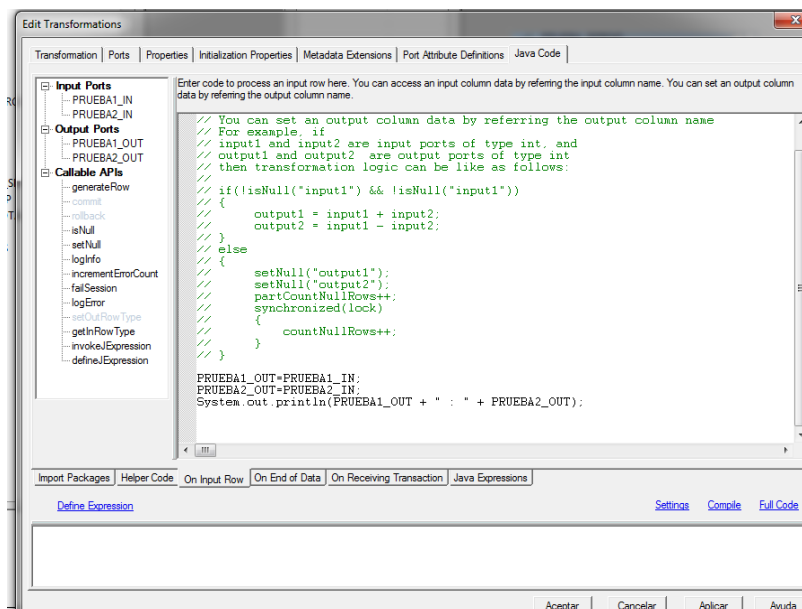 Edit Transformations
Transformation | Ports | Properties | Initialization Properties | Metadata Extensions | Port Attribute Definitions | Java Code
Input Ports
PRUEBA1_IN
PRUEBA2_IN
Output Ports
PRUEBA1_OUT
PRUEBA2_OUT
Callable APIs
generateRow
commit
rollback
isNull
setNull
logInfo
incrementErrorCount
failSession
logError
setOutRowType
getInRowType
invokeJExpression
defineJExpression
Enter code to process an input row here. You can access an input column data by referring the input column name. You can set an output column
data by referring the output column name.
// You can set an output column data by referring the output column name
// For example, if
// input1 and input2 are input ports of type int, and
// output1 and output2 are output ports of type int
// then transformation logic can be like as follows:
//
// if(!isNull("input1") && !isNull("input1"))
// {
// output1 = input1 + input2;
// output2 = input1 - input2;
// }
// else
// {
// setNull("output1");
// setNull("output2");
// partCountNullRows++;
// synchronized(lock)
// {
// countNullRows++;
// }
// }
PRUEBA1_OUT=PRUEBA1_IN;
PRUEBA2_OUT=PRUEBA2_IN;
System.out.println(PRUEBA1_OUT + " : " + PRUEBA2_OUT);
Import Packages | Helper Code | On Input Row | On End of Data | On Receiving Transaction | Java Expressions
Define Expression
Settings Compile Full Code
Aceptar Cancelar Aplicar Ayuda